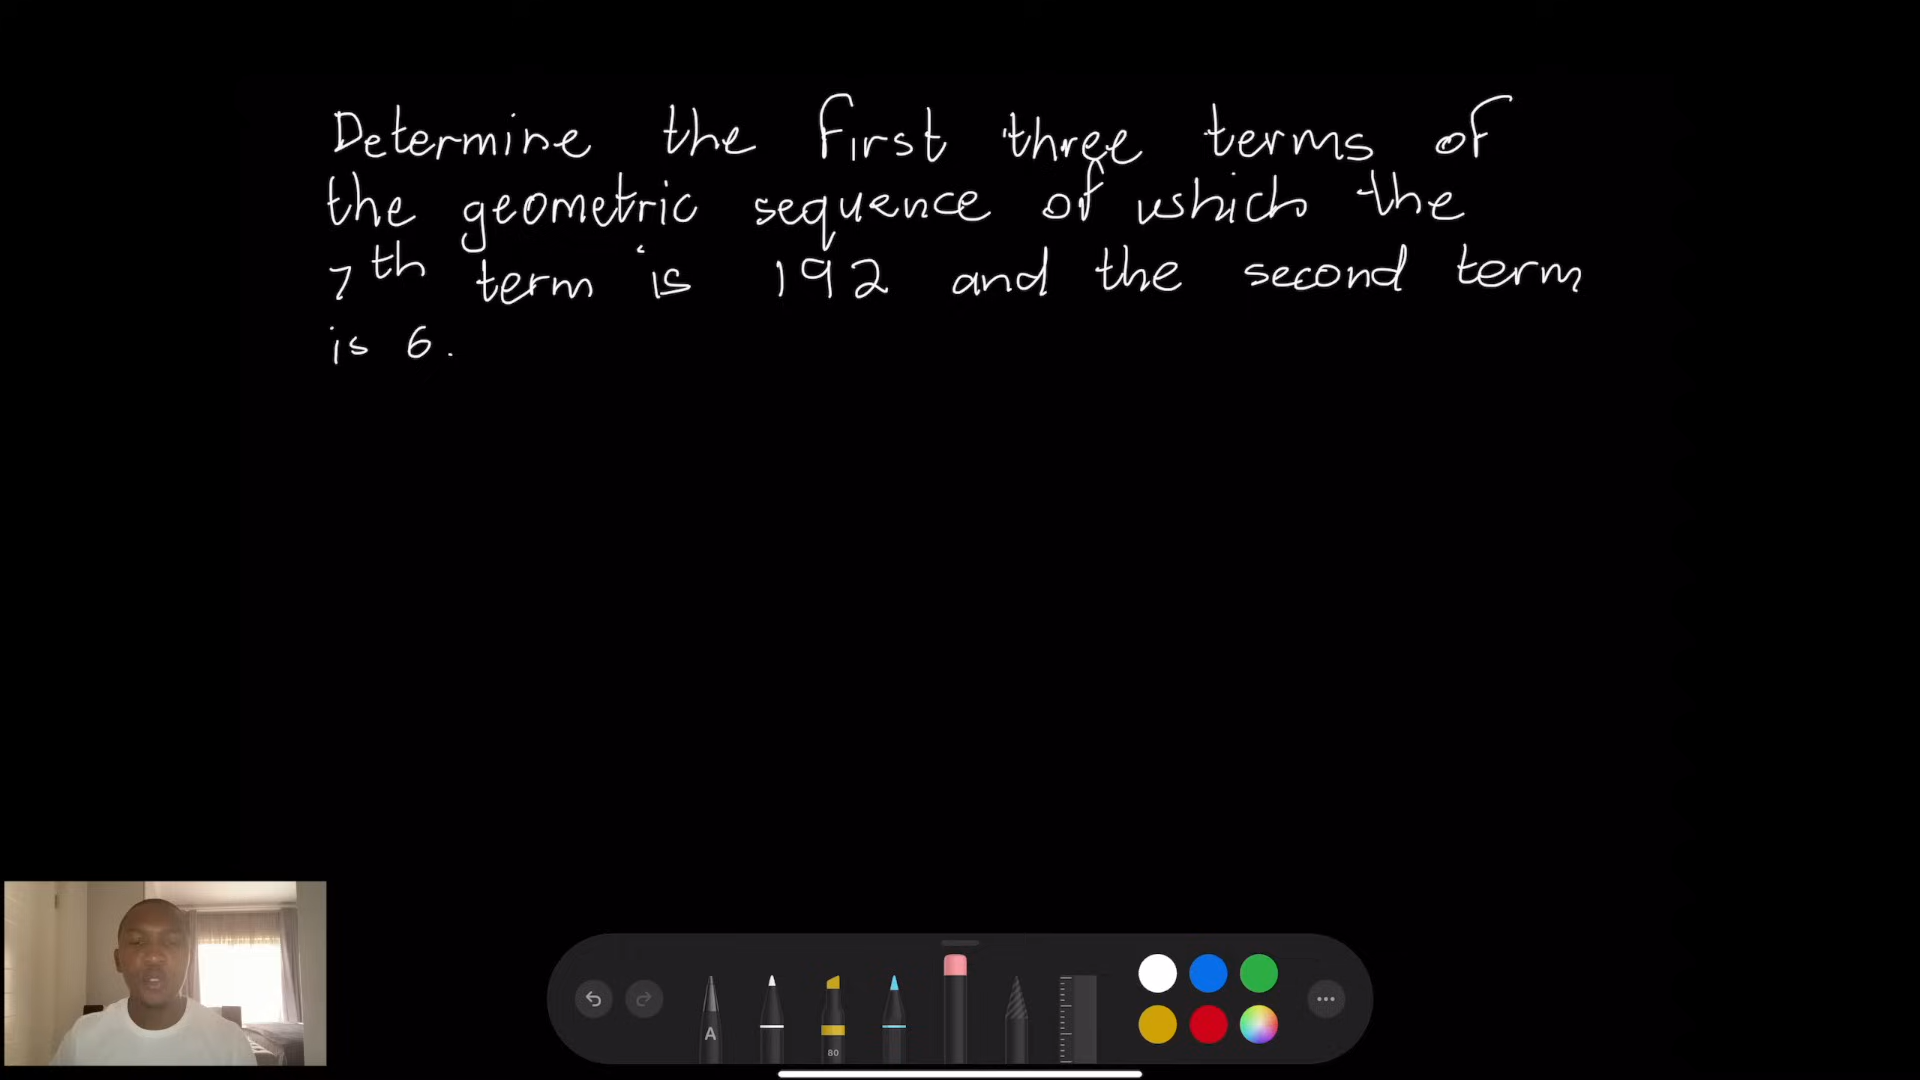 Determine the first three terms of
the geometric sequence of which the
7th term is 192 and the second term
is 6.
A
80